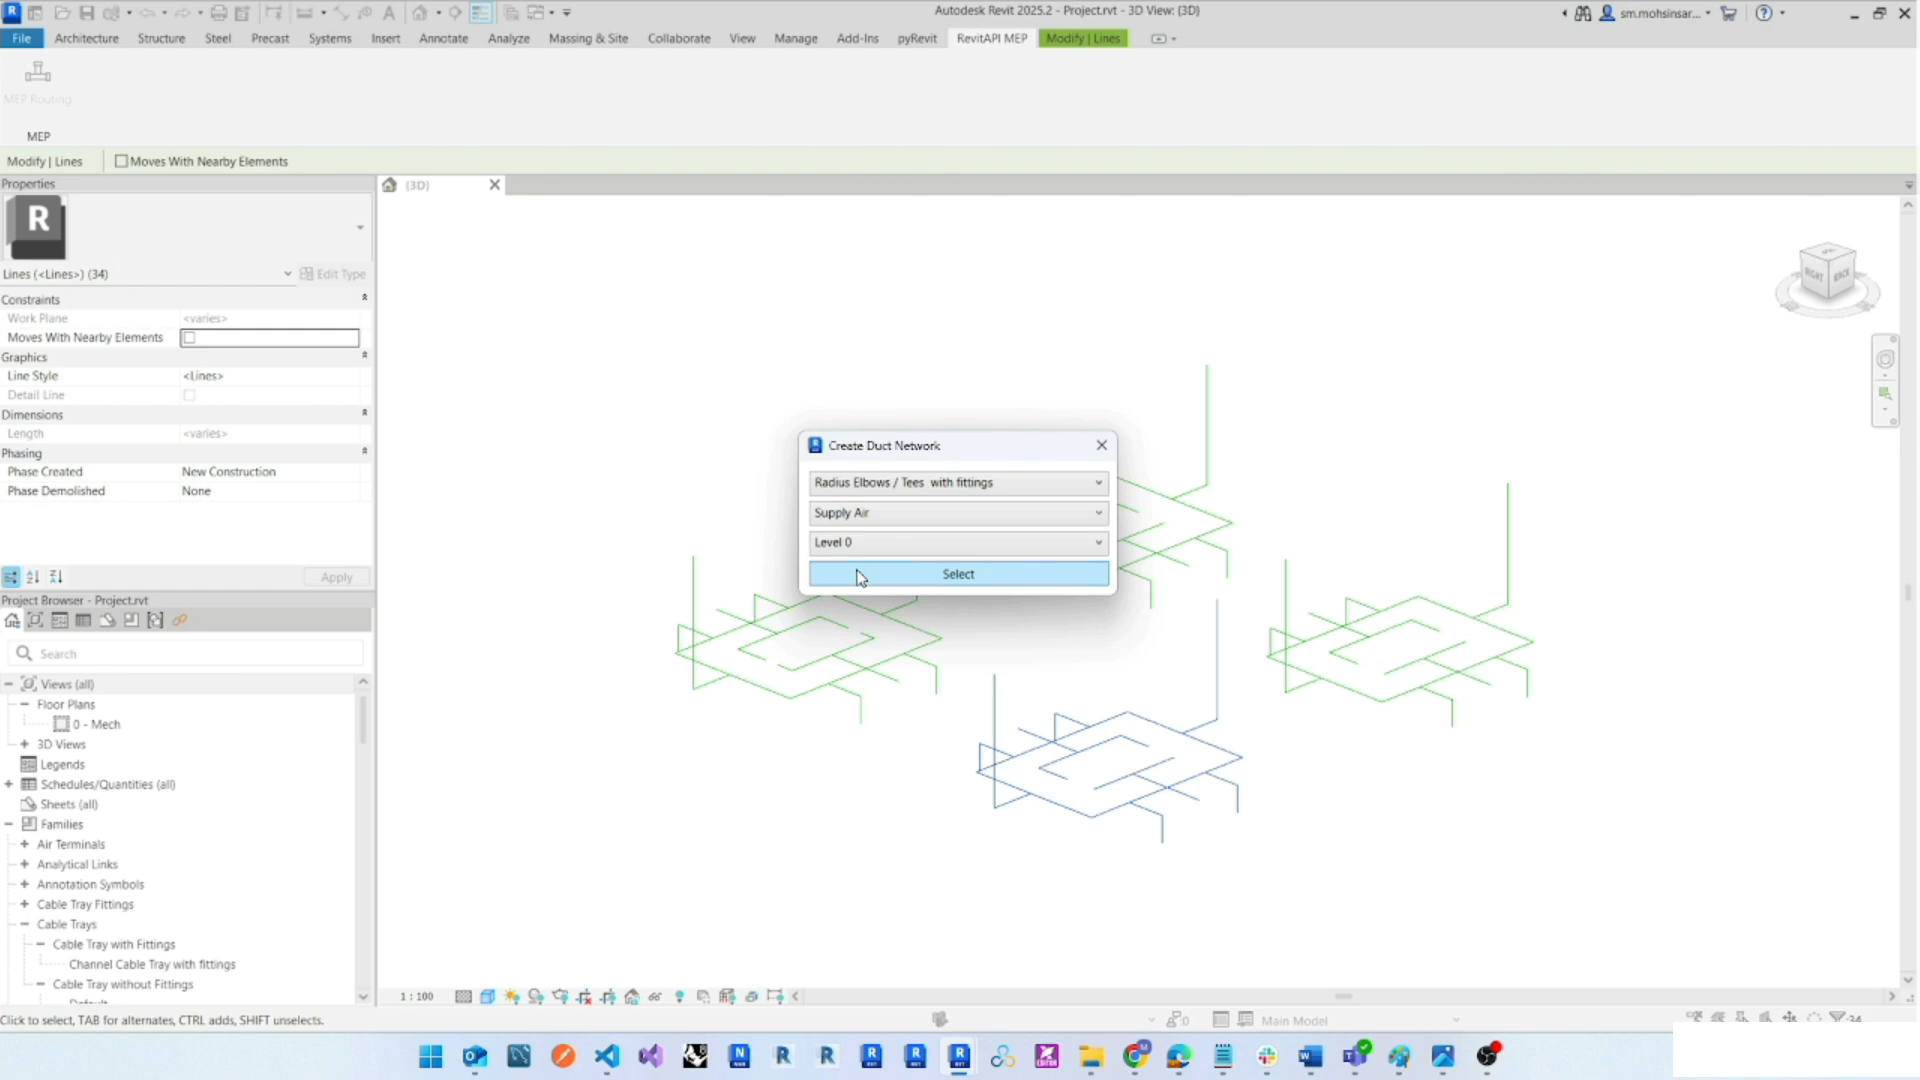 Autodesk Revit 2025.2 - Project.rvt - 3D View: {3D}
sm.mohsinsar...
File Architecture Structure Steel Precast Systems Insert Annotate Analyze Massing & Site Collaborate View Manage Add-Ins pyRevit RevitAPI MEP Modify | Lines
MEP Routing
MEP
Modify | Lines Moves With Nearby Elements
Properties
{3D}
R
Lines (<Lines>) (34) Edit Type
Constraints
Work Plane <varies>
Moves With Nearby Elements
Graphics
Line Style <Lines>
Detail Line
Dimensions
Length <varies>
Phasing
Phase Created New Construction
Phase Demolished None
Apply
Project Browser - Project.rvt
Search
Views (all)
Floor Plans
0 - Mech
3D Views
Legends
Schedules/Quantities (all)
Sheets (all)
Families
Air Terminals
Analytical Links
Annotation Symbols
Cable Tray Fittings
Cable Trays
Cable Tray with Fittings
Channel Cable Tray with fittings
Cable Tray without Fittings
Default
Create Duct Network
Radius Elbows / Tees with fittings
Supply Air
Level 0
Select
RIGHT BACK
1 : 100
Click to select, TAB for alternates, CTRL adds, SHIFT unselects.
:0
Main Model